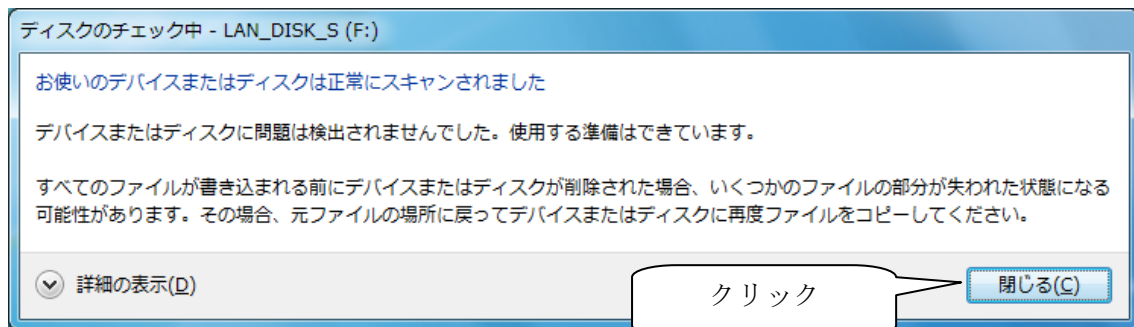 ディスクのチェック中 - LAN_DISK_S (F:)
お使いのデバイスまたはディスクは正常にスキャンされました
デバイスまたはディスクに問題は検出されませんでした。使用する準備はできています。
すべてのファイルが書き込まれる前にデバイスまたはディスクが削除された場合、いくつかのファイルの部分が失われた状態になる
可能性があります。その場合、元ファイルの場所に戻ってデバイスまたはディスクに再度ファイルをコピーしてください。
詳細の表示(D)
クリック
閉じる(C)